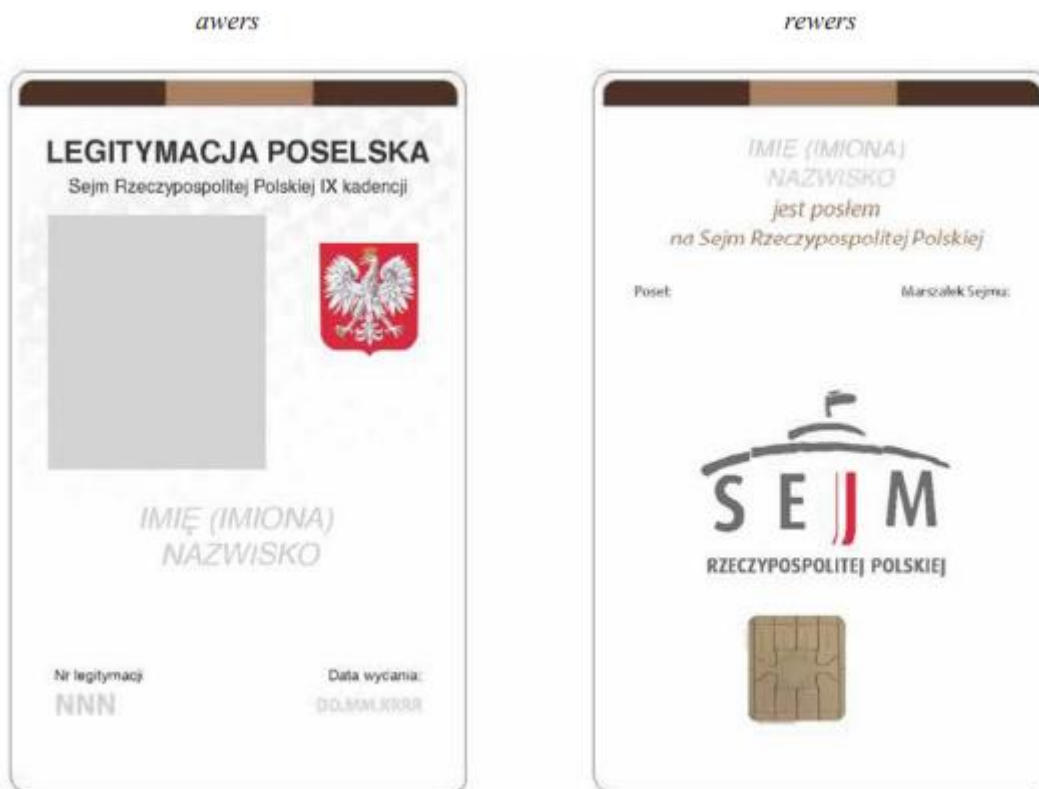 awers
LEGITYMACJA POSELSKA
Sejm Rzeczypospolitej Polskiej IX kadencji
IMIĘ (IMIONA)
NAZWISKO
Nr legitymacji
NNN
Data wydania:
DD.MM.RRRR
rewers
IMIĘ (IMIONA)
NAZWISKO
jest posłem
na Sejm Rzeczypospolitej Polskiej
Poseł:
Marszałek Sejmu:
SEJM
RZECZYPOSPOLITEJ POLSKIEJ